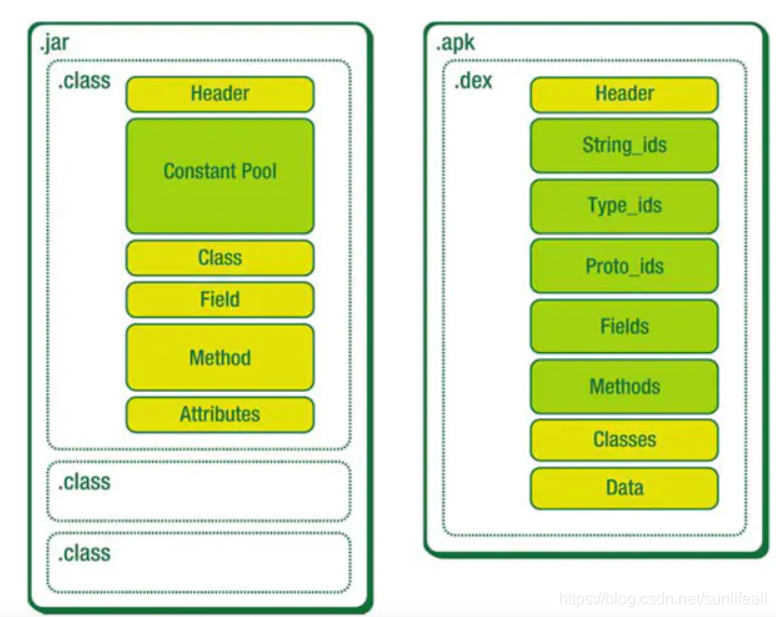 .jar
.class
Header
Constant Pool
Class
Field
Method
Attributes
.class
.class
.apk
.dex
Header
String_ids
Type_ids
Proto_ids
Fields
Methods
Classes
Data
https://blog.csdn.net/sunlifeall